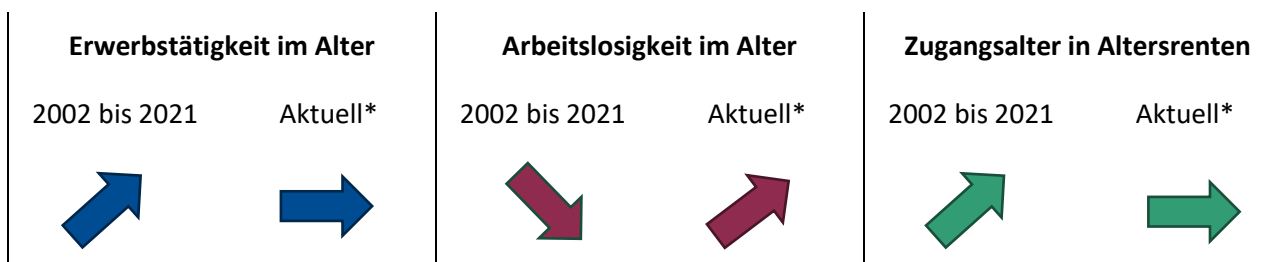 Erwerbstätigkeit im Alter
2002 bis 2021 Aktuell*
Arbeitslosigkeit im Alter
2002 bis 2021 Aktuell*
Zugangsalter in Altersrenten
2002 bis 2021 Aktuell*